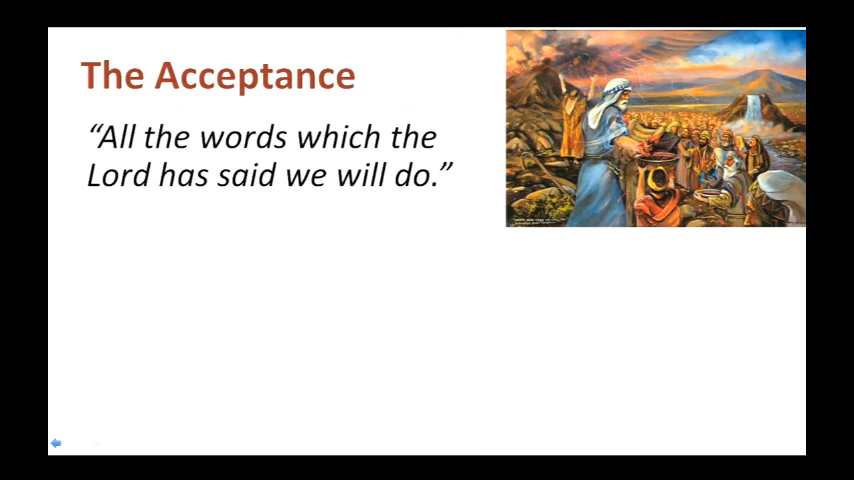 The Acceptance
“All the words which the
Lord has said we will do.”